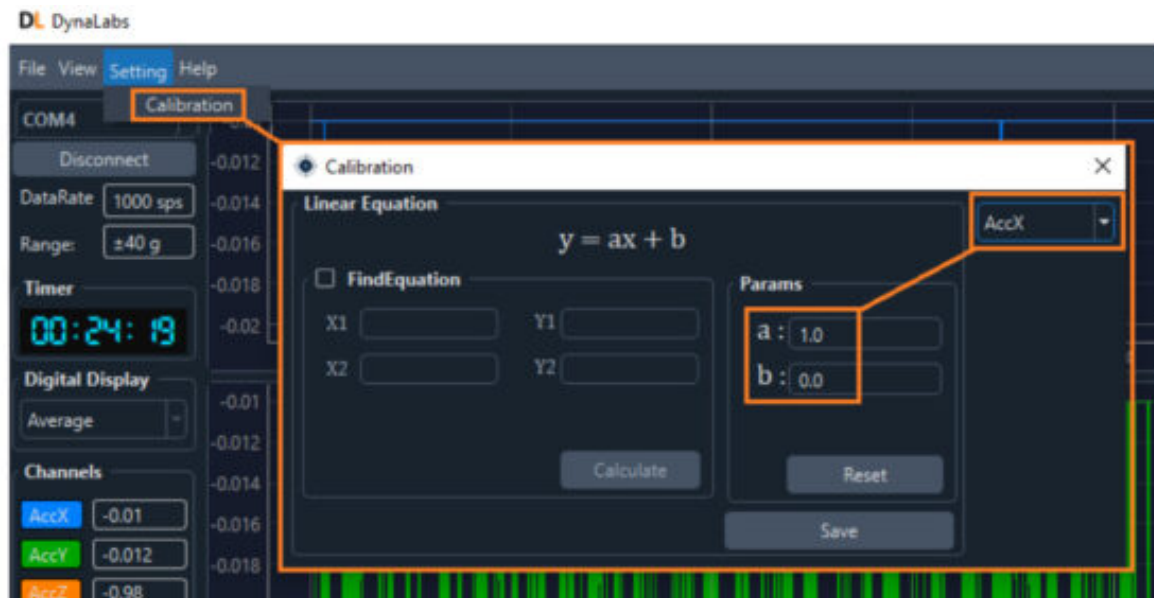 DL DynaLabs
File View Setting Help
Calibration
COM4
Disconnect
DataRate 1000 sps
Range: ±40 g
Timer
00:24:19
Digital Display
Average
Channels
AccX -0.01
AccY -0.012
AccZ -0.98
-0.012
-0.014
-0.016
-0.018
-0.02
-0.01
-0.012
-0.014
-0.016
-0.018
Calibration
Linear Equation
y = ax + b
AccX
FindEquation
X1 Y1
X2 Y2
Calculate
Params
a : 1.0
b : 0.0
Reset
Save